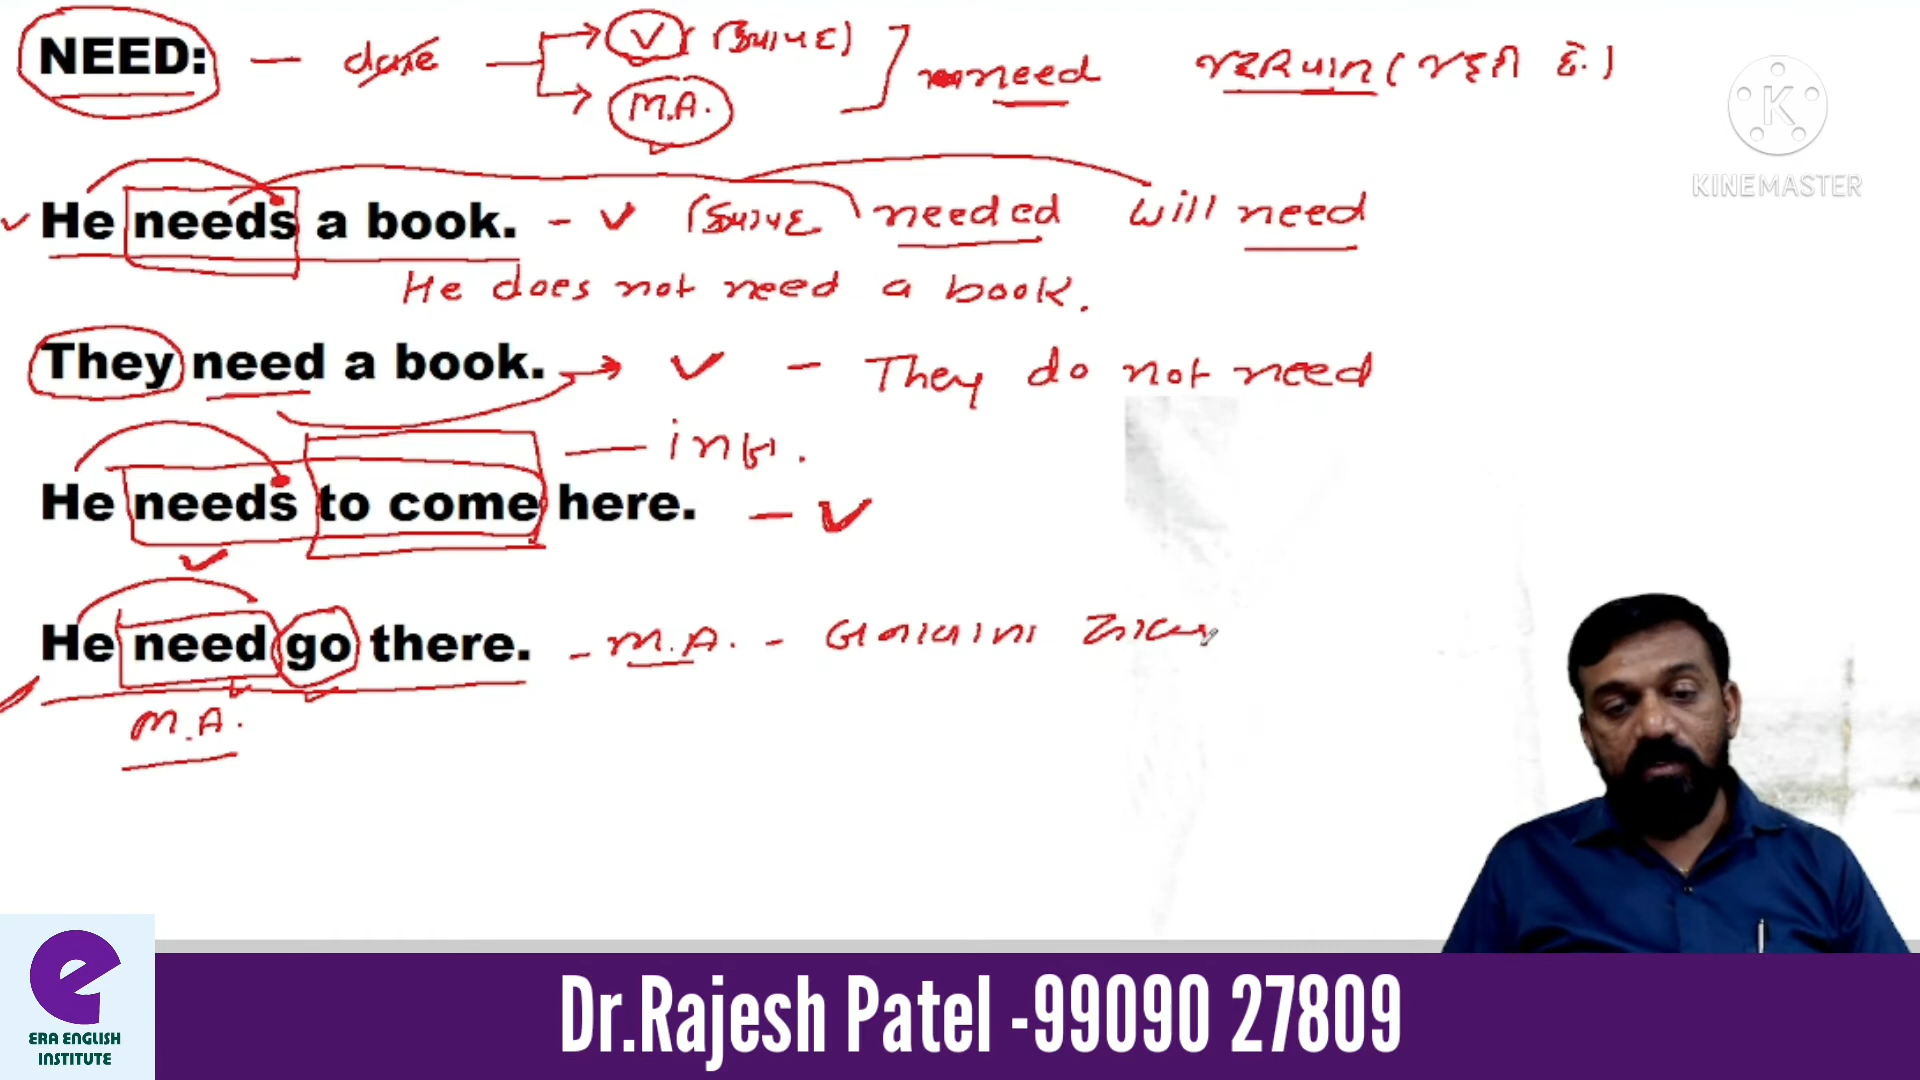 NEED: — dare → V (ક્રિયાપદ) → M.A. need જરૂરિયાત (જરૂરી છે.)
KINEMASTER
He needs a book. - ✓ ક્રિયાપદ needed will need
He does not need a book.
They need a book. → ✓ - They do not need
— inf.
He needs to come here. - ✓
He need go there. - M.A. -
M.A.
Dr.Rajesh Patel -99090 27809
ERA ENGLISH
INSTITUTE